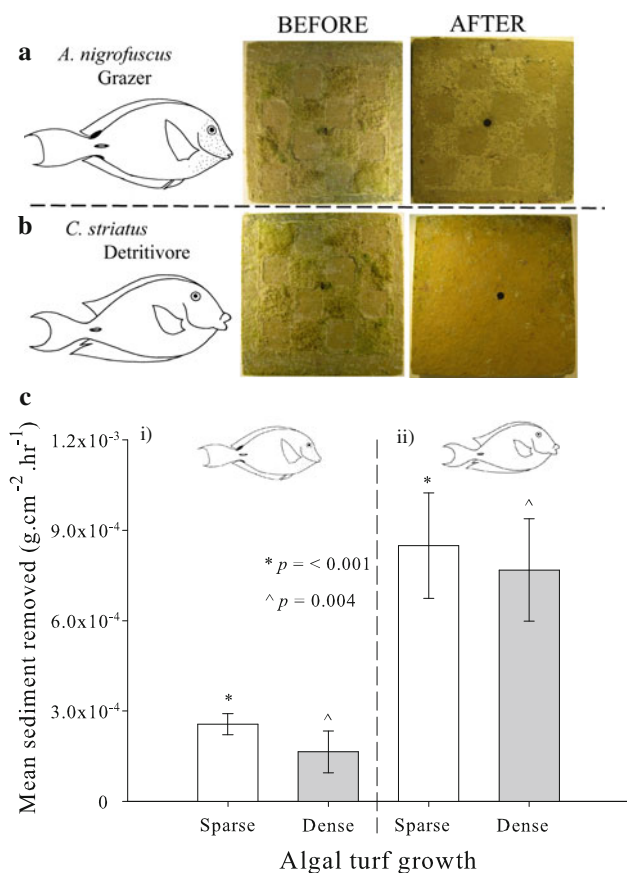 BEFORE
AFTER
a
A. nigrofuscus
Grazer
b
C. striatus
Detritivore
c
i)
ii)
1.2x10⁻³
9.0x10⁻⁴
6.0x10⁻⁴
3.0x10⁻⁴
0
Mean sediment removed (g.cm⁻².hr⁻¹)
*
^
*
^
* p = < 0.001
^ p = 0.004
Sparse
Dense
Sparse
Dense
Algal turf growth